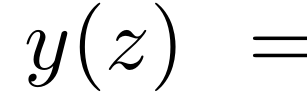 y(z) =